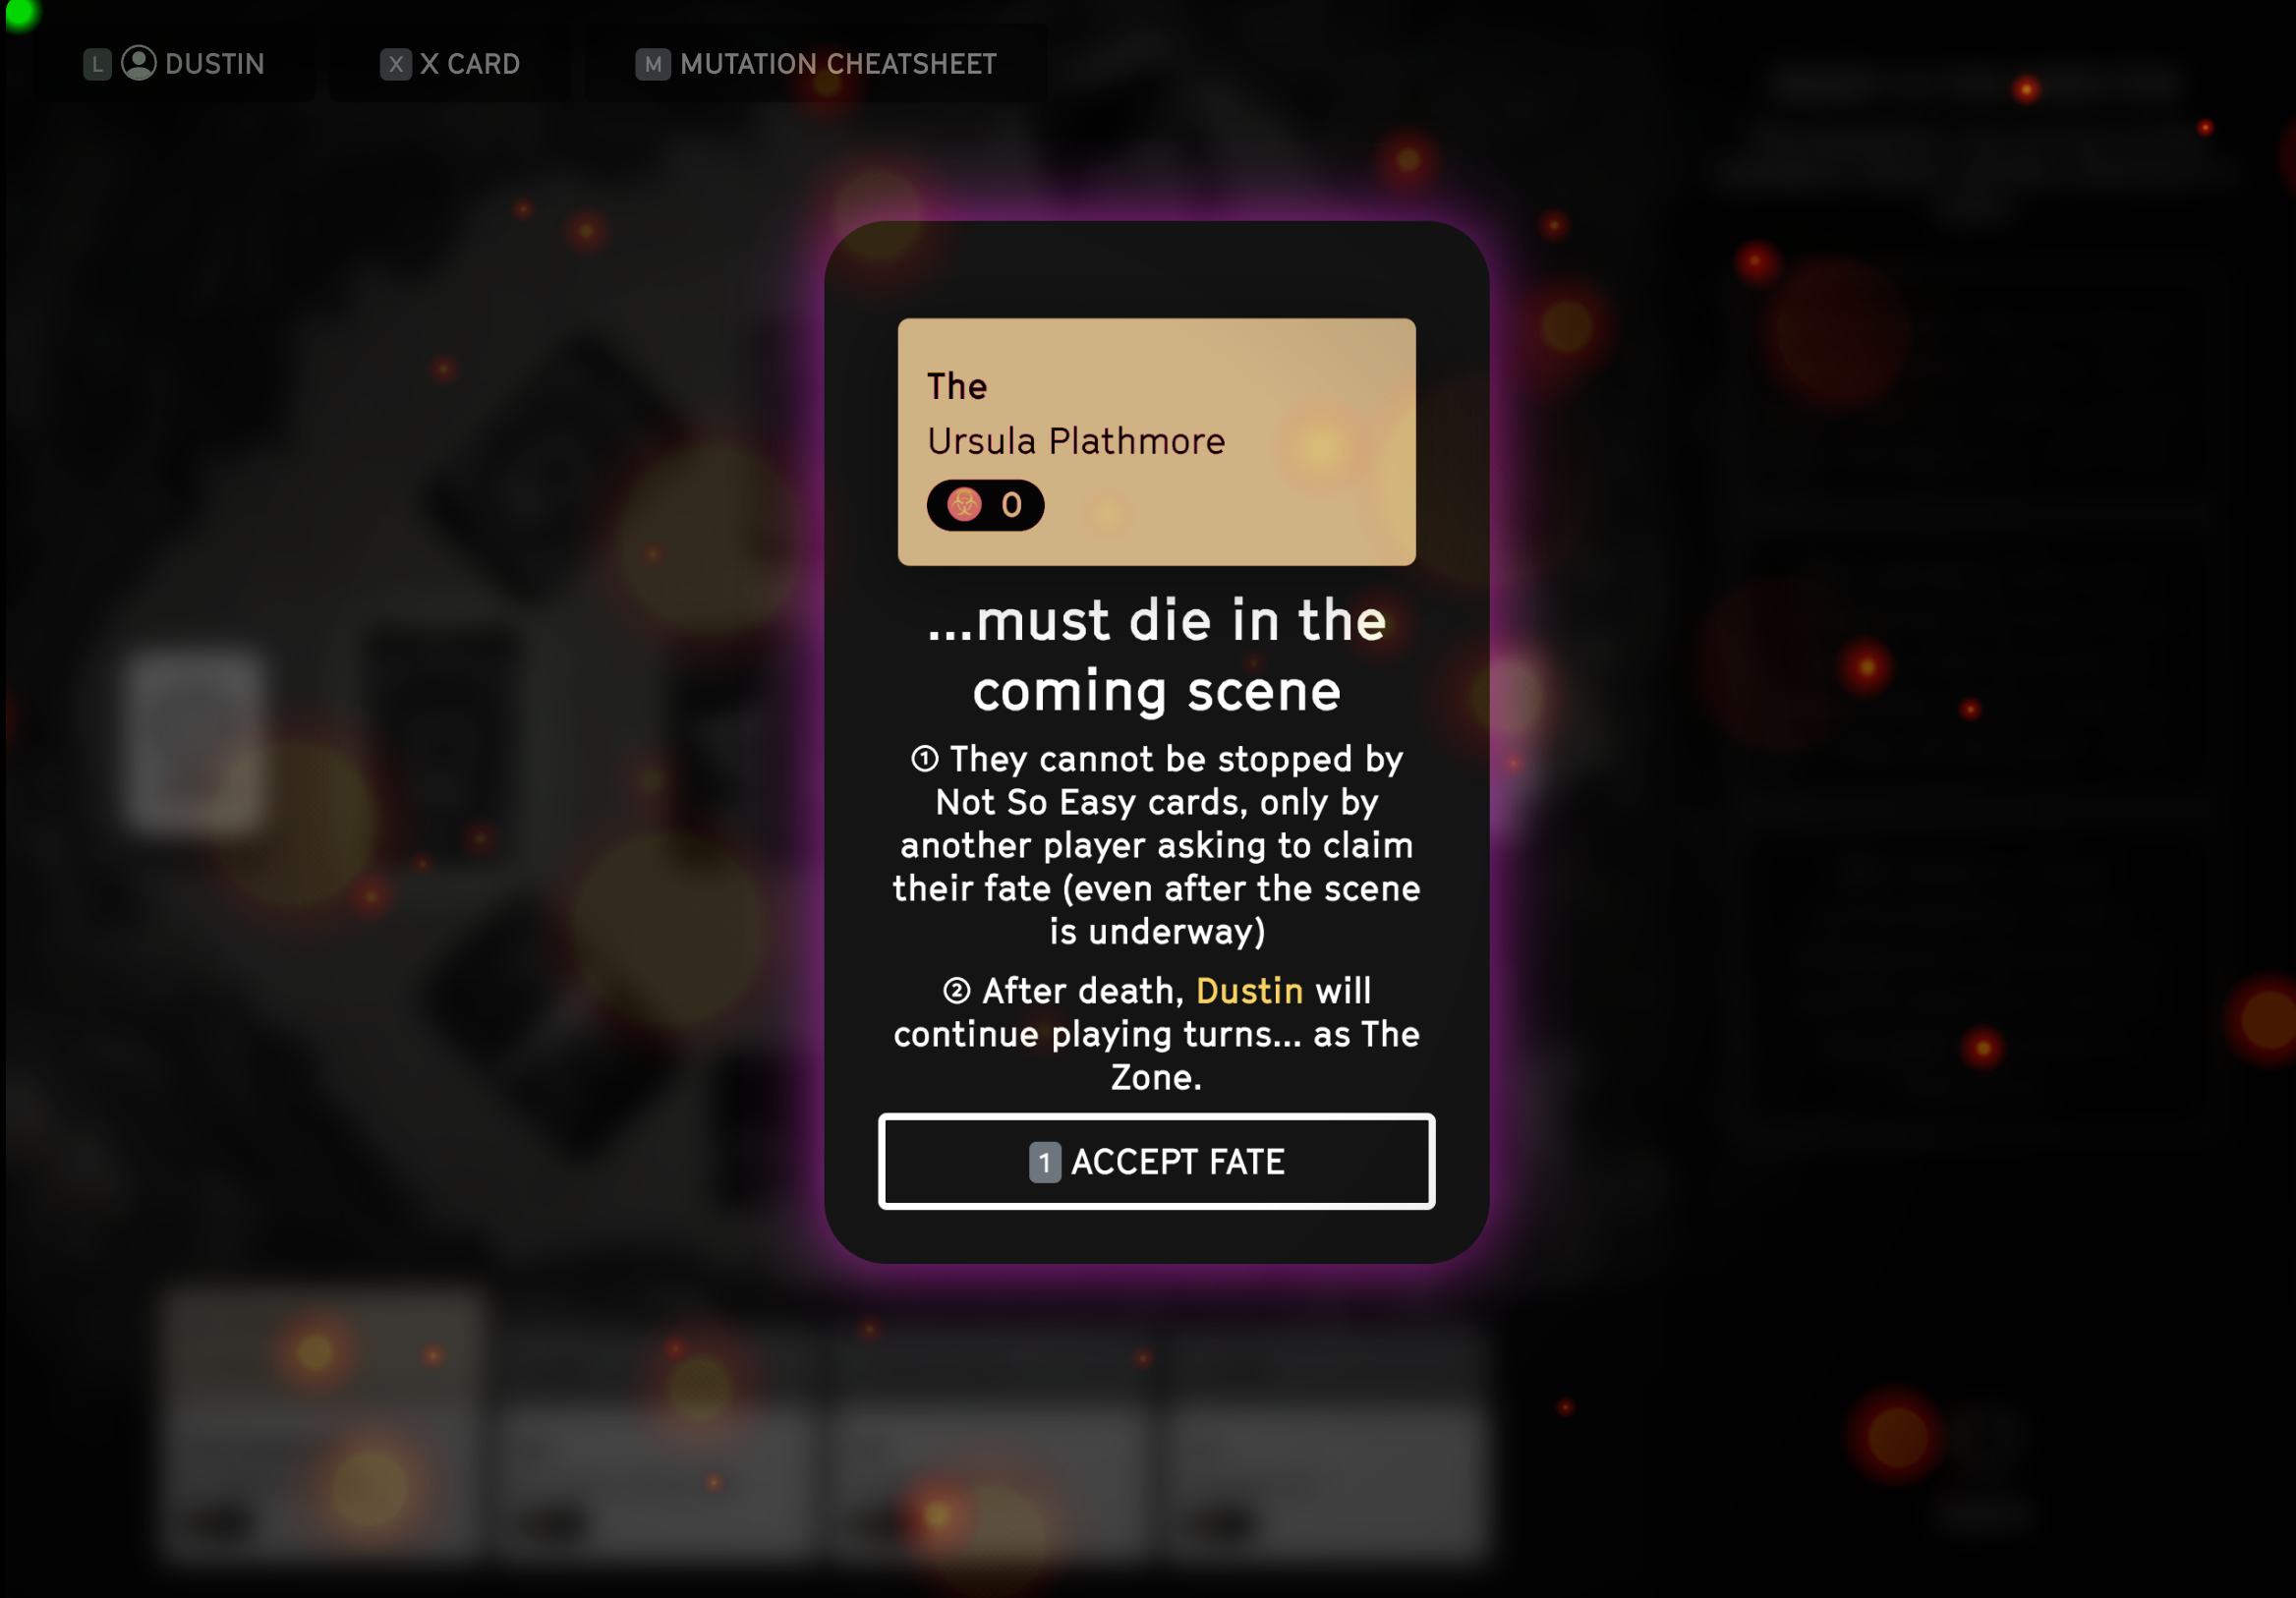 L DUSTIN
X X CARD
M MUTATION CHEATSHEET
The
Ursula Plathmore
0
...must die in the
coming scene
① They cannot be stopped by
Not So Easy cards, only by
another player asking to claim
their fate (even after the scene
is underway)
② After death, Dustin will
continue playing turns... as The
Zone.
1 ACCEPT FATE